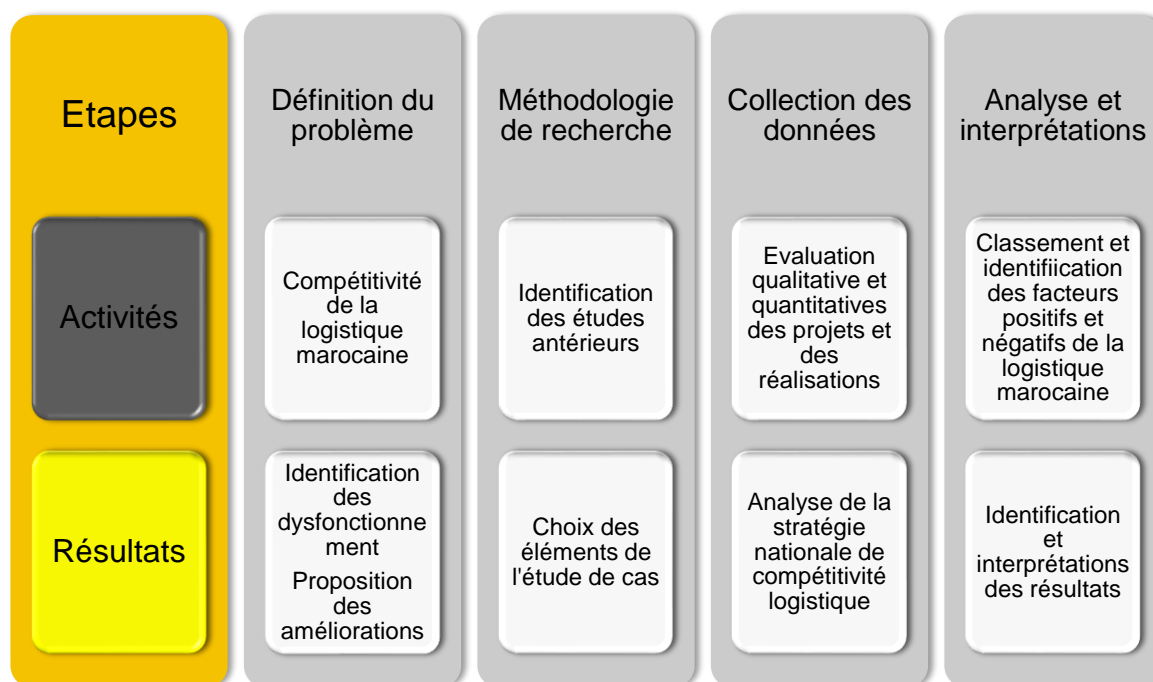 Etapes
Définition du
problème
Méthodologie
de recherche
Collection des
données
Analyse et
interprétations
Activités
Compétitivité
de la
logistique
marocaine
Identification
des études
antérieurs
Evaluation
qualitative et
quantitatives
des projets et
des
réalisations
Classement et
identifiication
des facteurs
positifs et
négatifs de la
logistique
marocaine
Résultats
Identification
des
dysfonctionne
ment
Proposition
des
améliorations
Choix des
éléments de
l'étude de cas
Analyse de la
stratégie
nationale de
compétitivité
logistique
Identification
et
interprétations
des résultats